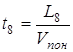 t₈ = L₈ / Vпон